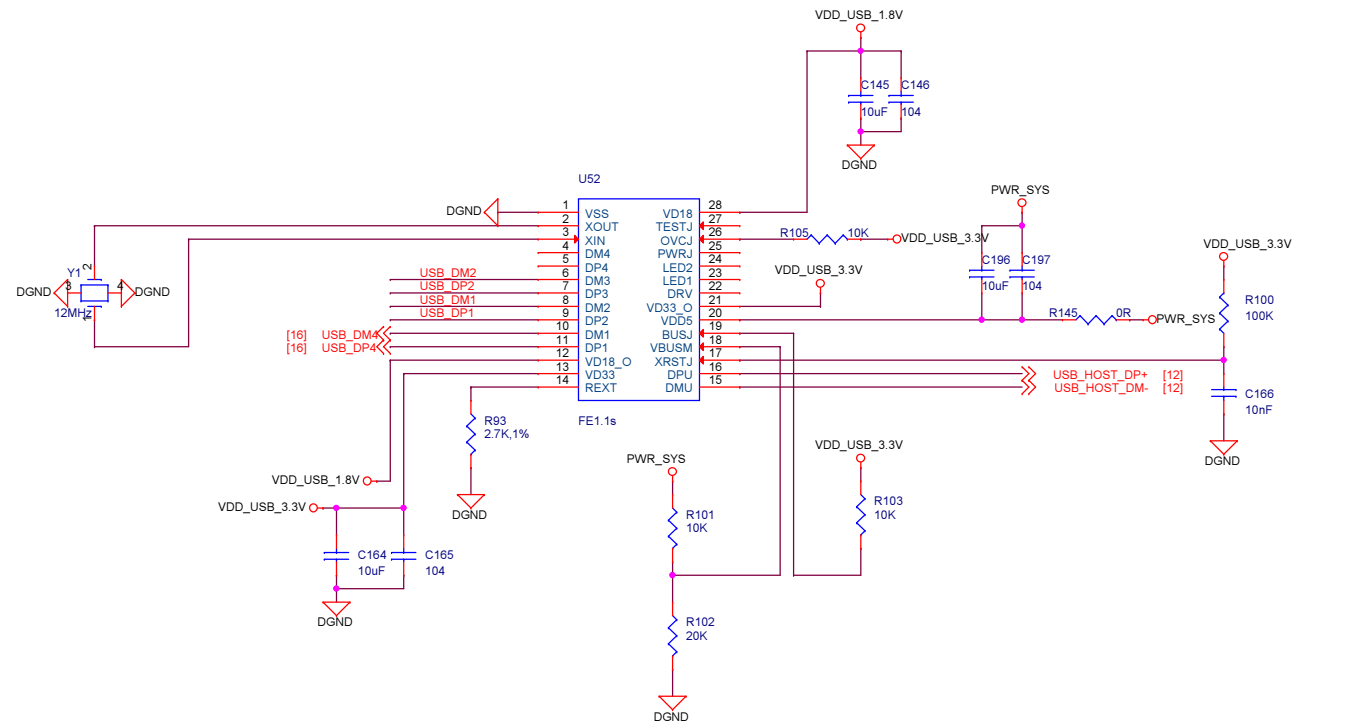 VDD_USB_1.8V
C145
C146
10uF
104
DGND
U52
PWR_SYS
DGND
1
VSS
VD18
28
2
XOUT
TESTJ
27
3
XIN
OVCJ
26
R105
10K
VDD_USB_3.3V
4
DM4
PWRJ
25
5
DP4
LED2
24
C196
C197
VDD_USB_3.3V
Y1
2
USB_DM2
6
DM3
LED1
23
VDD_USB_3.3V
10uF
104
DGND
3
4
DGND
USB_DP2
7
DP3
DRV
22
R100
100K
USB_DM1
8
DM2
VD33_O
21
12MHz
1
USB_DP1
9
DP2
VDD5
20
R145
0R
PWR_SYS
[16]
USB_DM4
10
DM1
BUSJ
19
[16]
USB_DP4
11
DP1
VBUSM
18
12
VD18_O
XRSTJ
17
13
VD33
DPU
16
USB_HOST_DP+
[12]
14
REXT
DMU
15
USB_HOST_DM-
[12]
C166
10nF
R93
2.7K,1%
FE1.1s
VDD_USB_3.3V
DGND
PWR_SYS
VDD_USB_1.8V
VDD_USB_3.3V
DGND
R101
10K
R103
10K
C164
10uF
C165
104
DGND
R102
20K
DGND